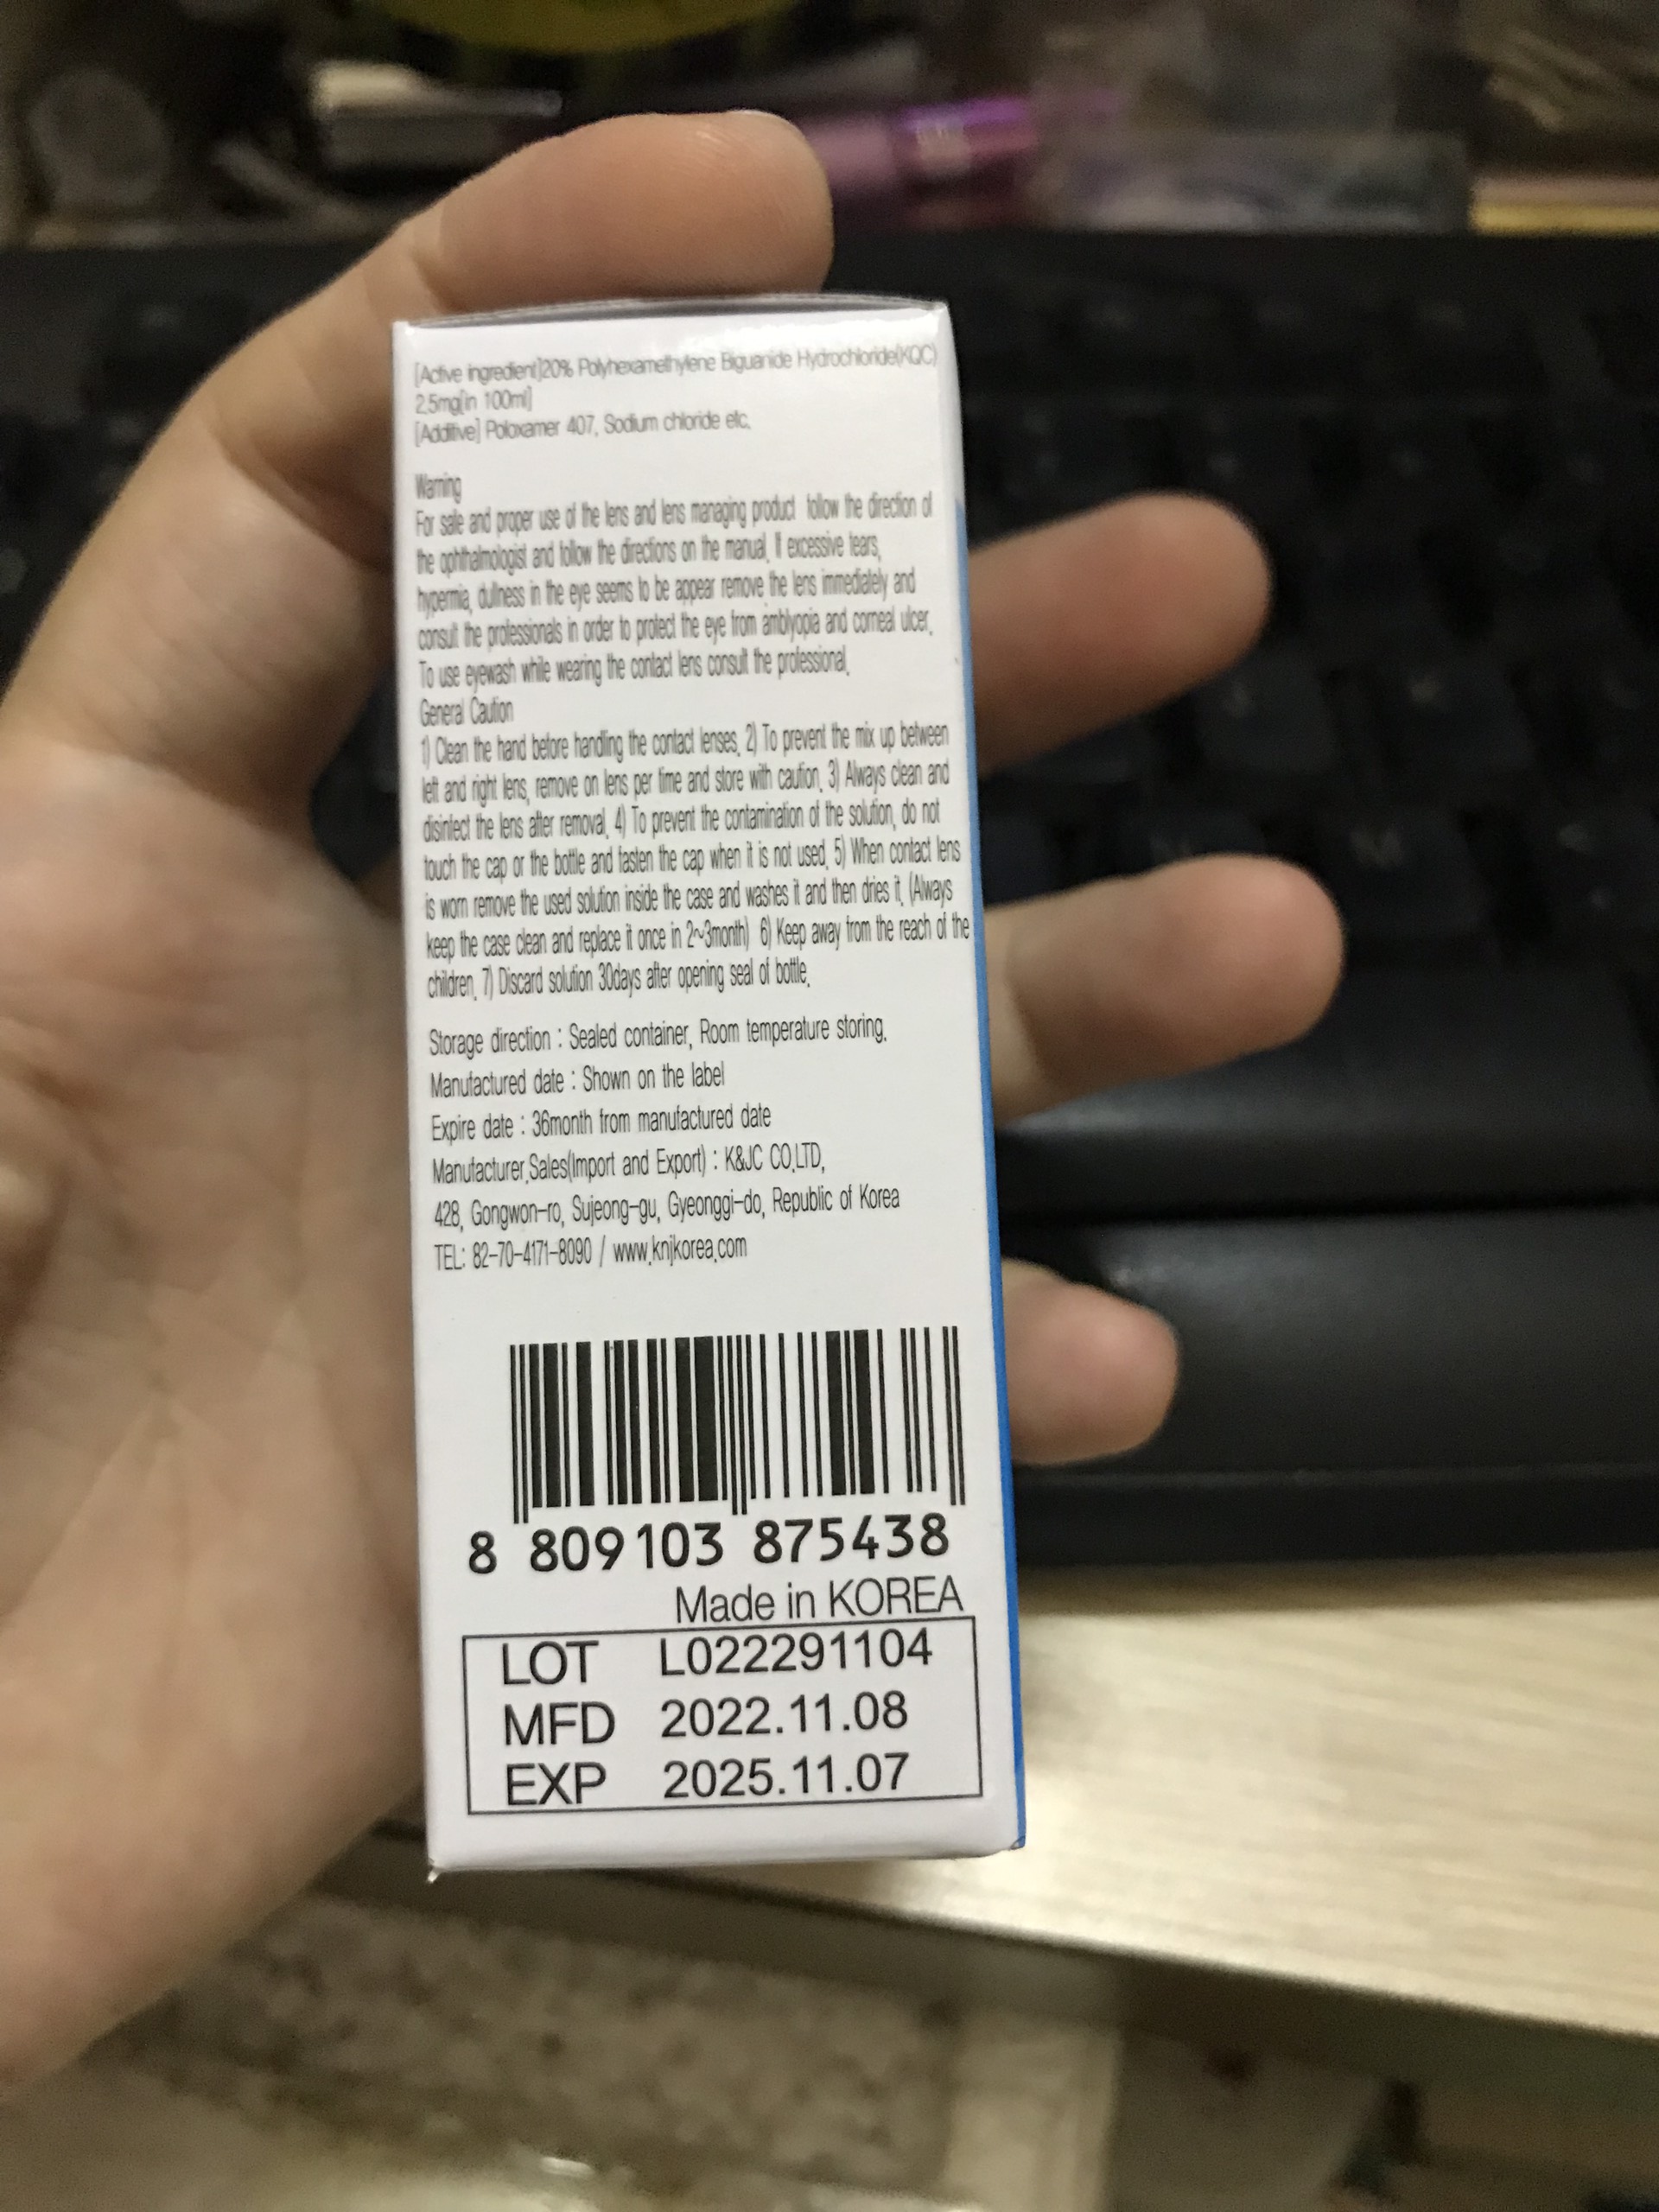 [Active ingredient]20% Polyhexamethylene Biguanide Hydrochloride(KQC)
2.5mg[in 100ml]
[Additive] Poloxamer 407, Sodium chloride etc.
Warning
For safe and proper use of the lens and lens managing product follow the direction of
the ophthalmologist and follow the directions on the manual. If excessive tears,
hypermia, dullness in the eye seems to be appear remove the lens immediately and
consult the professionals in order to protect the eye from amblyopia and corneal ulcer.
To use eyewash while wearing the contact lens consult the professional.
General Caution
1) Clean the hand before handling the contact lenses. 2) To prevent the mix up between
left and right lens, remove on lens per time and store with caution. 3) Always clean and
disinfect the lens after removal. 4) To prevent the contamination of the solution, do not
touch the cap or the bottle and fasten the cap when it is not used. 5) When contact lens
is worn remove the used solution inside the case and washes it and then dries it. (Always
keep the case clean and replace it once in 2~3month) 6) Keep away from the reach of the
children. 7) Discard solution 30days after opening seal of bottle.
Storage direction : Sealed container, Room temperature storing.
Manufactured date : Shown on the label
Expire date : 36month from manufactured date
Manufacturer,Sales(Import and Export) : K&JC CO.LTD,
428, Gongwon-ro, Sujeong-gu, Gyeonggi-do, Republic of Korea
TEL: 82-70-4171-8090 / www.knjkorea.com
8 809103 875438
Made in KOREA
LOT L022291104
MFD 2022.11.08
EXP 2025.11.07